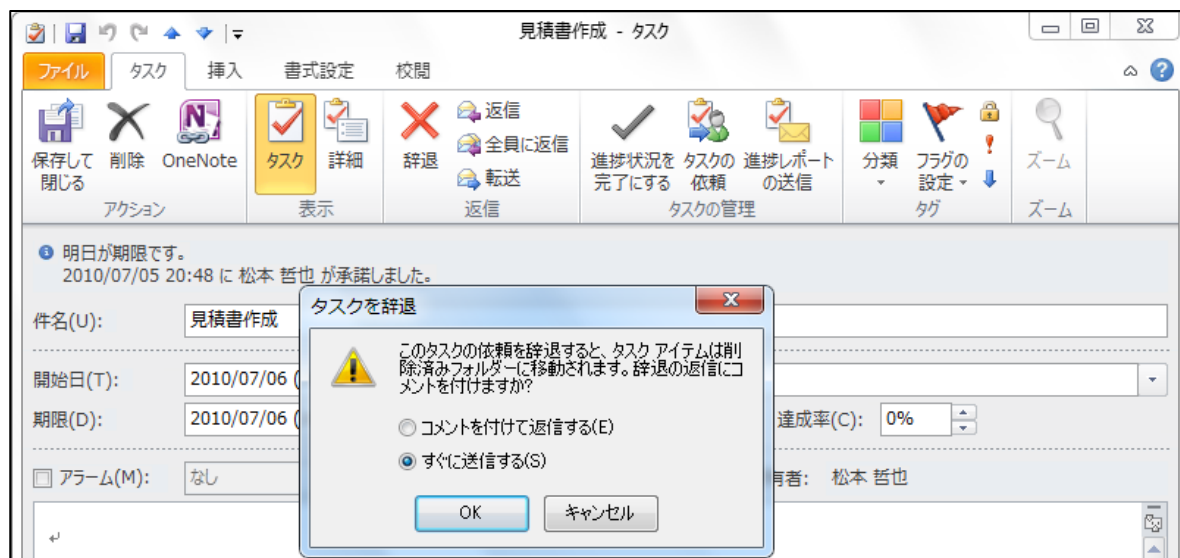 見積書作成 - タスク
ファイル タスク 挿入 書式設定 校閲
保存して閉じる 削除 OneNote タスク 詳細 辞退 返信 全員に返信 転送 進捗状況を完了にする タスクの依頼 進捗レポートの送信 分類 フラグの設定 ズーム
アクション 表示 返信 タスクの管理 タグ ズーム
明日が期限です。
2010/07/05 20:48 に 松本 哲也 が承諾しました。
件名(U): 見積書作成
開始日(T): 2010/07/06 (
期限(D): 2010/07/06 ( 達成率(C): 0%
アラーム(M): なし 有者: 松本 哲也
タスクを辞退
このタスクの依頼を辞退すると、タスク アイテムは削
除済みフォルダーに移動されます。辞退の返信にコ
メントを付けますか?
コメントを付けて返信する(E)
すぐに送信する(S)
OK キャンセル